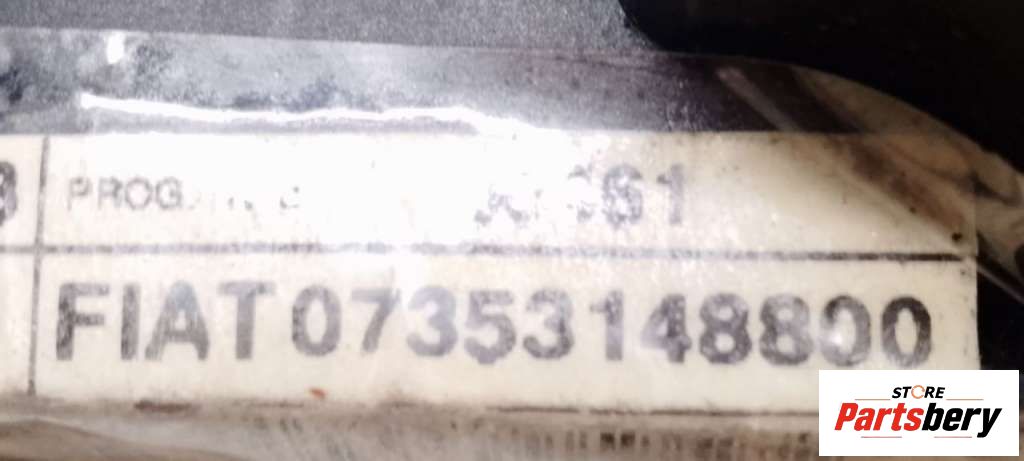 PROG.
FIAT 07353148800
STORE
Partsbery